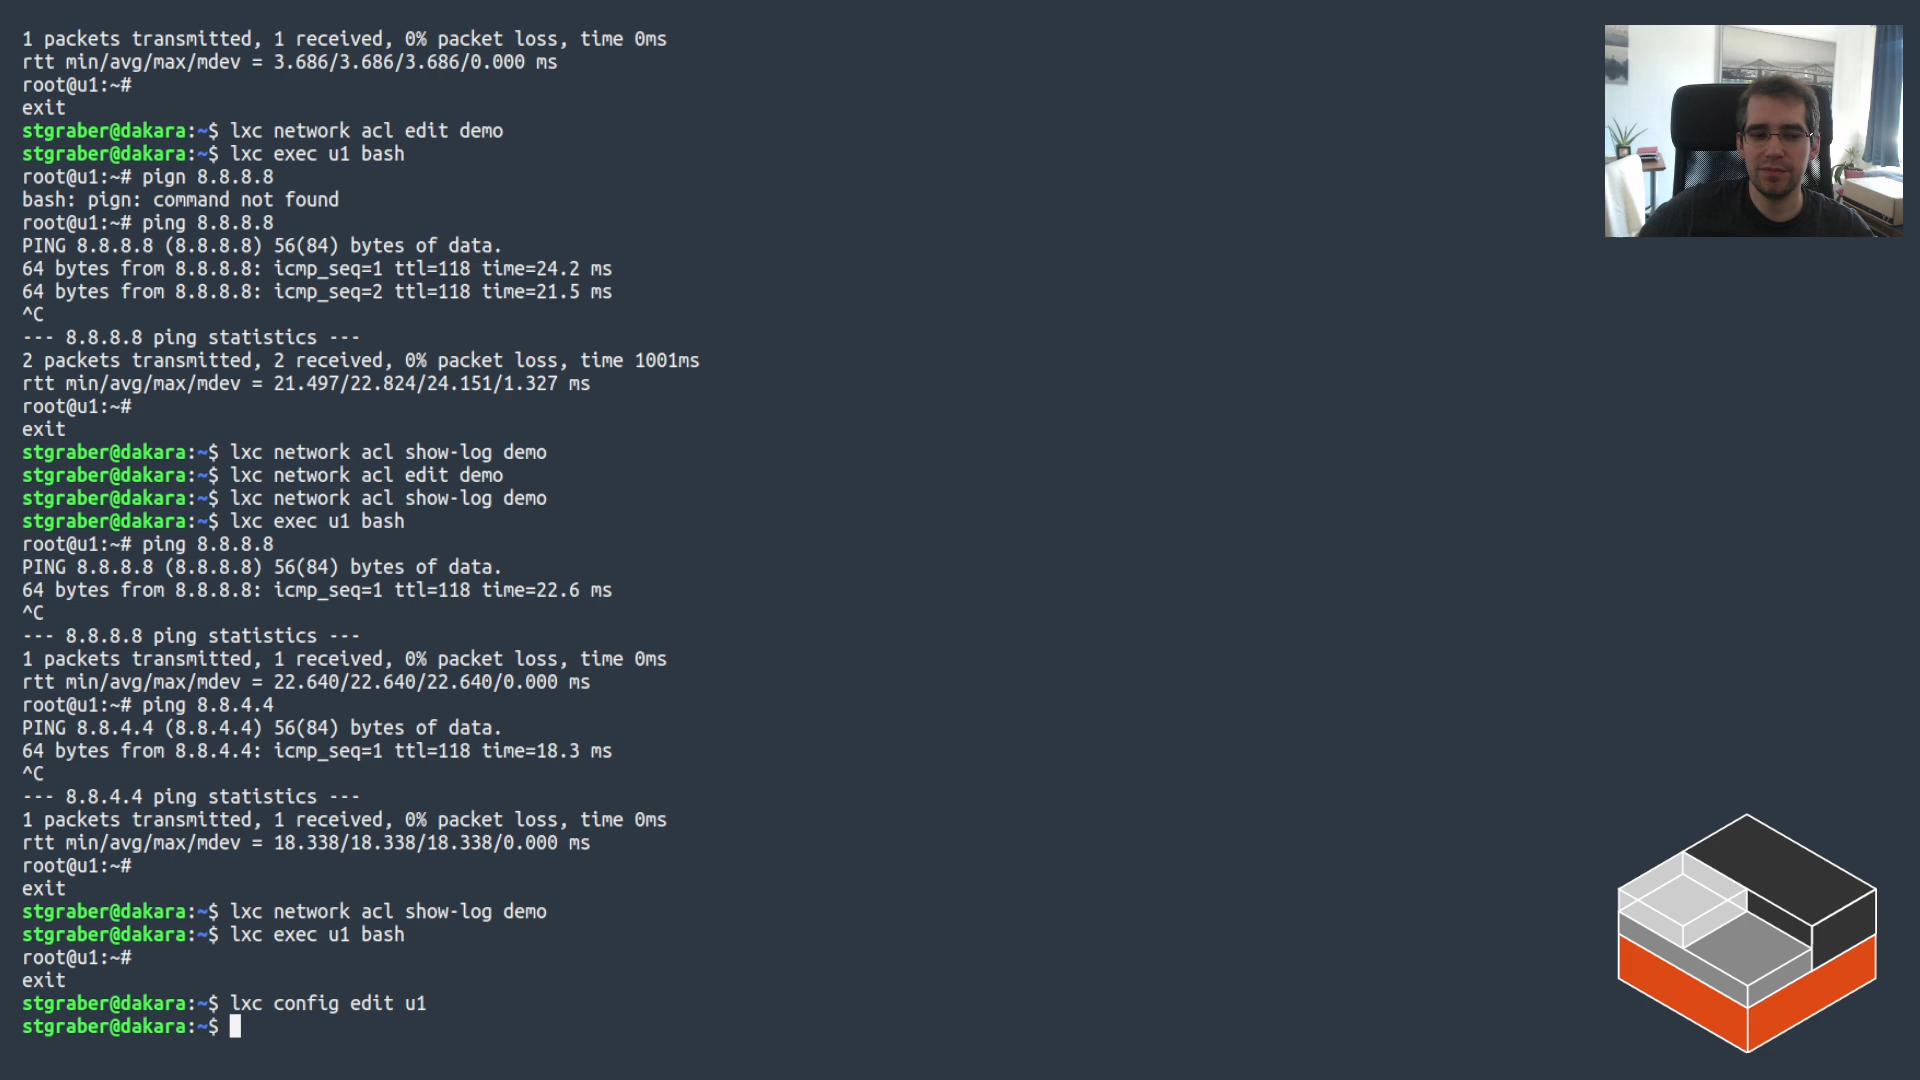 1 packets transmitted, 1 received, 0% packet loss, time 0ms
rtt min/avg/max/mdev = 3.686/3.686/3.686/0.000 ms
root@u1:~#
exit
stgraber@dakara:~$ lxc network acl edit demo
stgraber@dakara:~$ lxc exec u1 bash
root@u1:~# pign 8.8.8.8
bash: pign: command not found
root@u1:~# ping 8.8.8.8
PING 8.8.8.8 (8.8.8.8) 56(84) bytes of data.
64 bytes from 8.8.8.8: icmp_seq=1 ttl=118 time=24.2 ms
64 bytes from 8.8.8.8: icmp_seq=2 ttl=118 time=21.5 ms
^C
--- 8.8.8.8 ping statistics ---
2 packets transmitted, 2 received, 0% packet loss, time 1001ms
rtt min/avg/max/mdev = 21.497/22.824/24.151/1.327 ms
root@u1:~#
exit
stgraber@dakara:~$ lxc network acl show-log demo
stgraber@dakara:~$ lxc network acl edit demo
stgraber@dakara:~$ lxc network acl show-log demo
stgraber@dakara:~$ lxc exec u1 bash
root@u1:~# ping 8.8.8.8
PING 8.8.8.8 (8.8.8.8) 56(84) bytes of data.
64 bytes from 8.8.8.8: icmp_seq=1 ttl=118 time=22.6 ms
^C
--- 8.8.8.8 ping statistics ---
1 packets transmitted, 1 received, 0% packet loss, time 0ms
rtt min/avg/max/mdev = 22.640/22.640/22.640/0.000 ms
root@u1:~# ping 8.8.4.4
PING 8.8.4.4 (8.8.4.4) 56(84) bytes of data.
64 bytes from 8.8.4.4: icmp_seq=1 ttl=118 time=18.3 ms
^C
--- 8.8.4.4 ping statistics ---
1 packets transmitted, 1 received, 0% packet loss, time 0ms
rtt min/avg/max/mdev = 18.338/18.338/18.338/0.000 ms
root@u1:~#
exit
stgraber@dakara:~$ lxc network acl show-log demo
stgraber@dakara:~$ lxc exec u1 bash
root@u1:~#
exit
stgraber@dakara:~$ lxc config edit u1
stgraber@dakara:~$